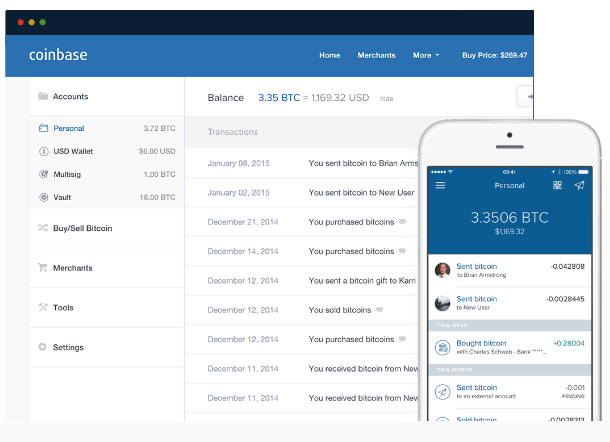 coinbase
Home Merchants More Buy Price: $269.47
Accounts
Personal 3.72 BTC
USD Wallet $6.00 USD
Multisig 1.00 BTC
Vault 18.00 BTC
Buy/Sell Bitcoin
Merchants
Tools
Settings
Balance 3.35 BTC = 1,169.32 USD hide
Transactions
January 08, 2015 You sent bitcoin to Brian Arms
January 02, 2015 You sent bitcoin to New User
December 21, 2014 You purchased bitcoins
December 14, 2014 You purchased bitcoins
December 12, 2014 You sent a bitcoin gift to Karri
December 12, 2014 You sold bitcoins
December 12, 2014 You purchased bitcoins
December 11, 2014 You received bitcoin from New
December 11, 2014 You received bitcoin from New
09:41 100%
Personal
3.3506 BTC
$1,169.32
Sent bitcoin -0.042808
to Brian Armstrong
Sent bitcoin -0.0028445
to New User
THIS WEEK
Bought bitcoin +0.28004
with Charles Schwab - Bank *****...
THIS MONTH
Sent bitcoin -0.001
to an external account PENDING
Sold bitcoin -0.0028313